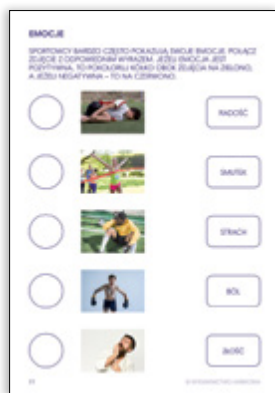 EMOCJE
SPORTOWCY BARDZO CZĘSTO POKAZUJĄ SWOJE EMOCJE. POŁĄCZ
ZDJĘCIE Z ODPOWIEDNIM WYRAZEM. JEŻELI EMOCJA JEST
POZYTYWNA, TO POKOLORUJ KÓŁKO OBOK ZDJĘCIA NA ZIELONO,
A JEŻELI NEGATYWNA – TO NA CZERWONO.
RADOŚĆ
SMUTEK
STRACH
BÓL
ZŁOŚĆ